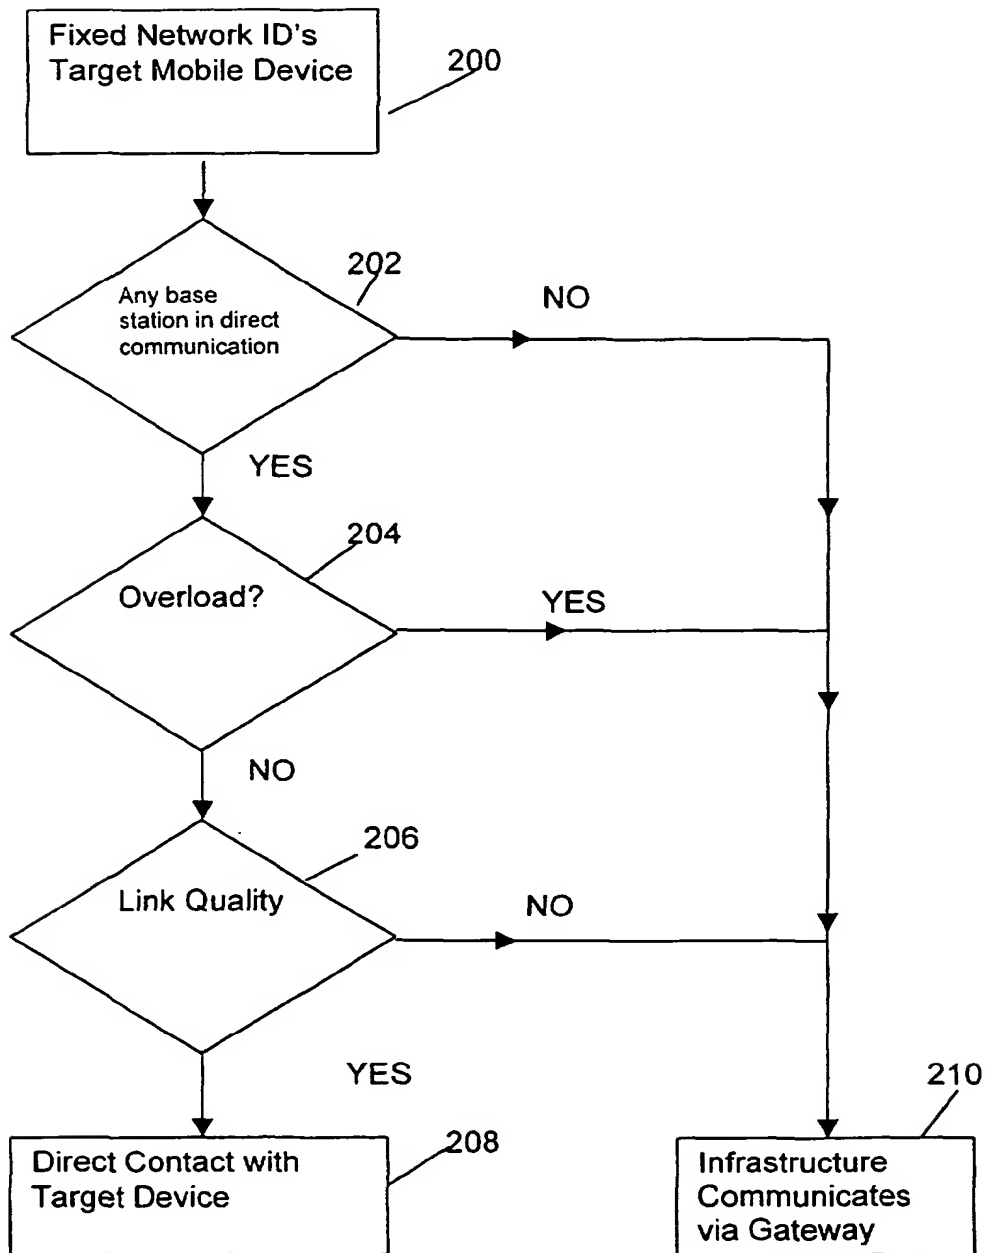 Fixed Network ID's
Target Mobile Device
200
202
Any base
station in direct
communication
NO
YES
204
Overload?
YES
NO
206
Link Quality
NO
YES
210
208
Direct Contact with
Target Device
Infrastructure
Communicates
via Gateway